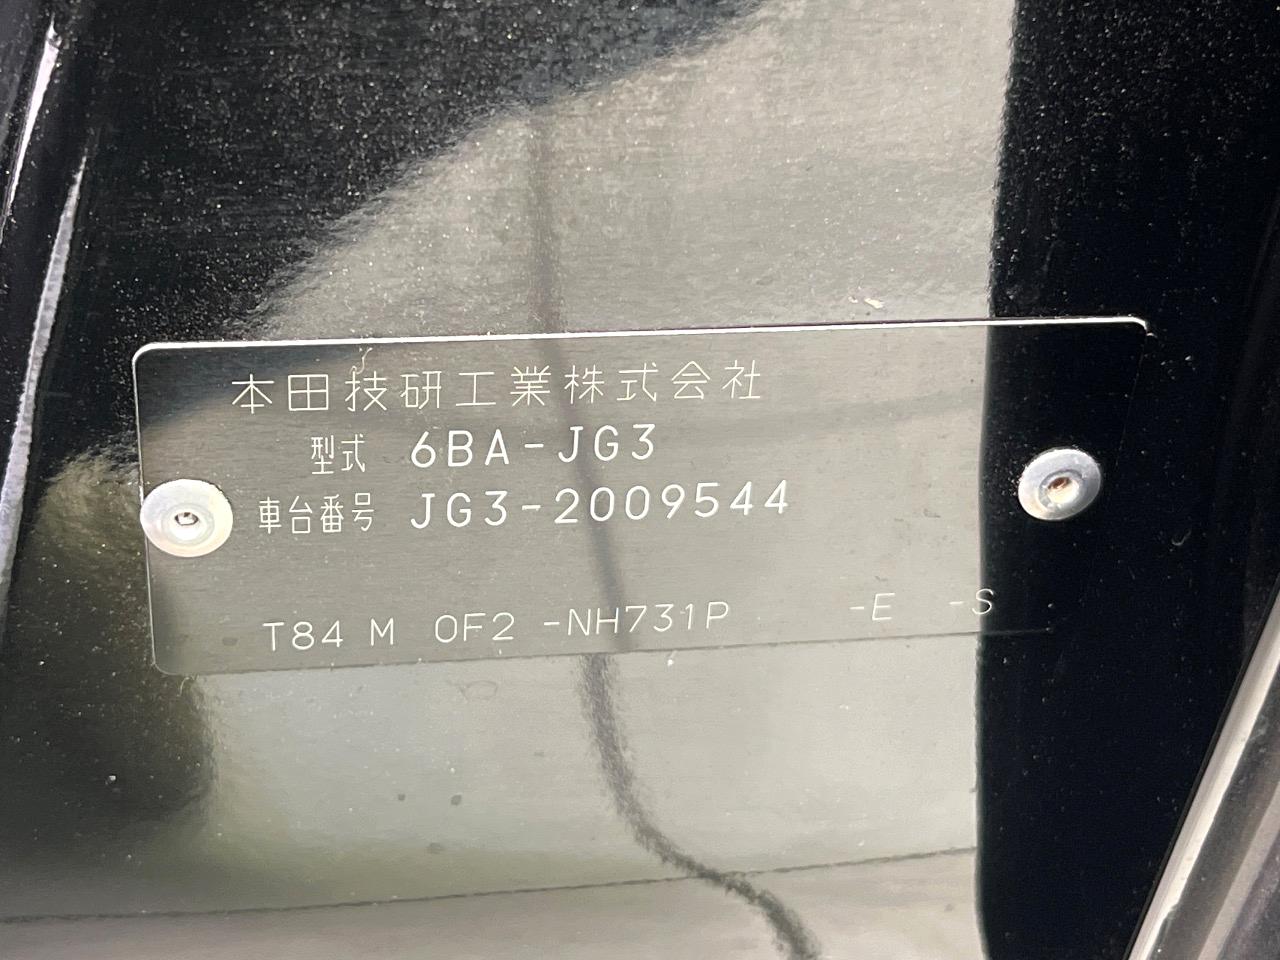 本田技研工業株式会社
型式 6BA-JG3
車台番号 JG3-2009544
T84 M 0F2 -NH731P -E -S